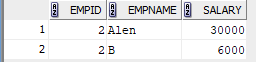 EMPID EMPNAME SALARY
1 2 Alen 30000
2 2 B 6000